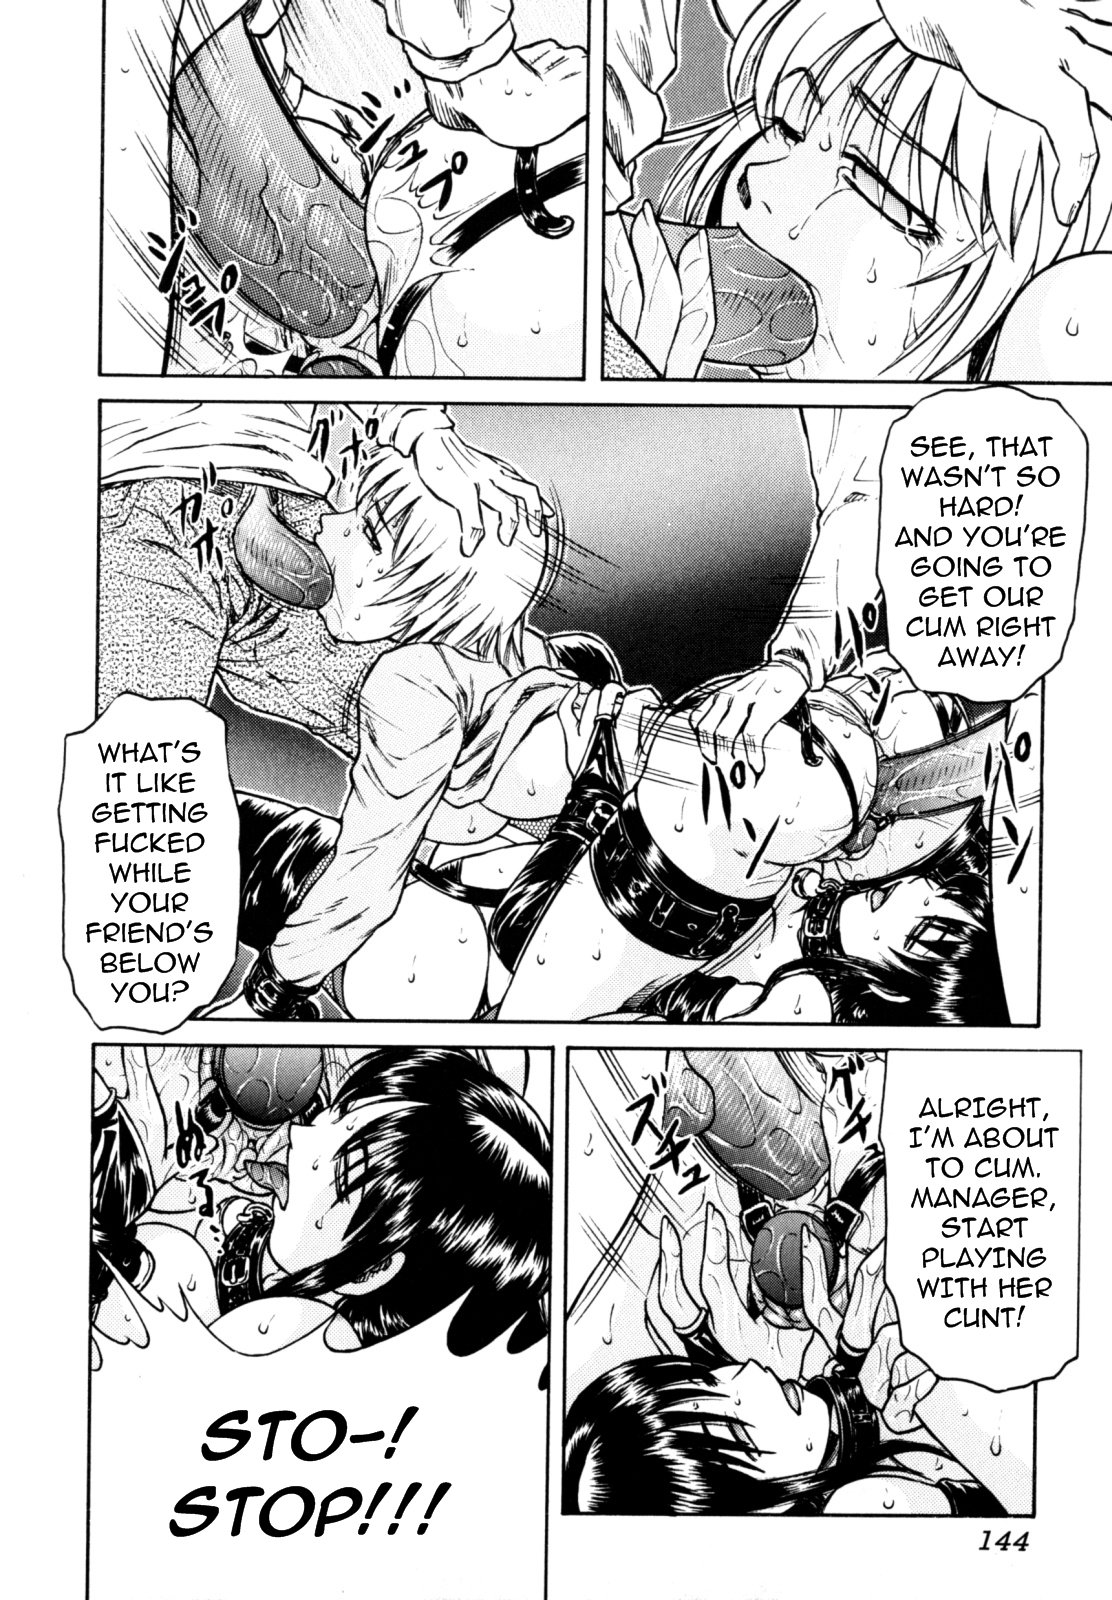 SEE, THAT
WASN'T SO
HARD!
AND YOU'RE
GOING TO
GET OUR
CUM RIGHT
AWAY!
WHAT'S
IT LIKE
GETTING
FUCKED
WHILE
YOUR
FRIEND'S
BELOW
YOU?
ALRIGHT,
I'M ABOUT
TO CUM.
MANAGER,
START
PLAYING
WITH HER
CUNT!
STO-!
STOP!!!
144